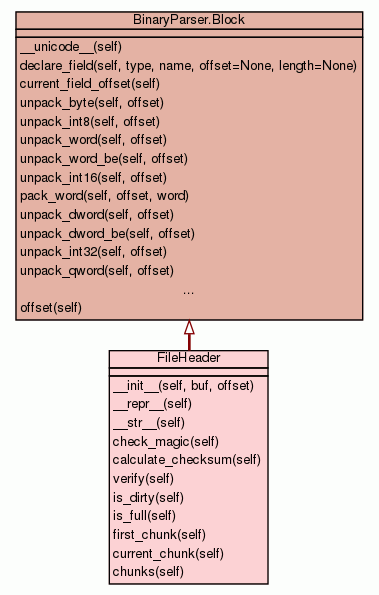 BinaryParser.Block
__unicode__(self)
declare_field(self, type, name, offset=None, length=None)
current_field_offset(self)
unpack_byte(self, offset)
unpack_int8(self, offset)
unpack_word(self, offset)
unpack_word_be(self, offset)
unpack_int16(self, offset)
pack_word(self, offset, word)
unpack_dword(self, offset)
unpack_dword_be(self, offset)
unpack_int32(self, offset)
unpack_qword(self, offset)
...
offset(self)
FileHeader
__init__(self, buf, offset)
__repr__(self)
__str__(self)
check_magic(self)
calculate_checksum(self)
verify(self)
is_dirty(self)
is_full(self)
first_chunk(self)
current_chunk(self)
chunks(self)